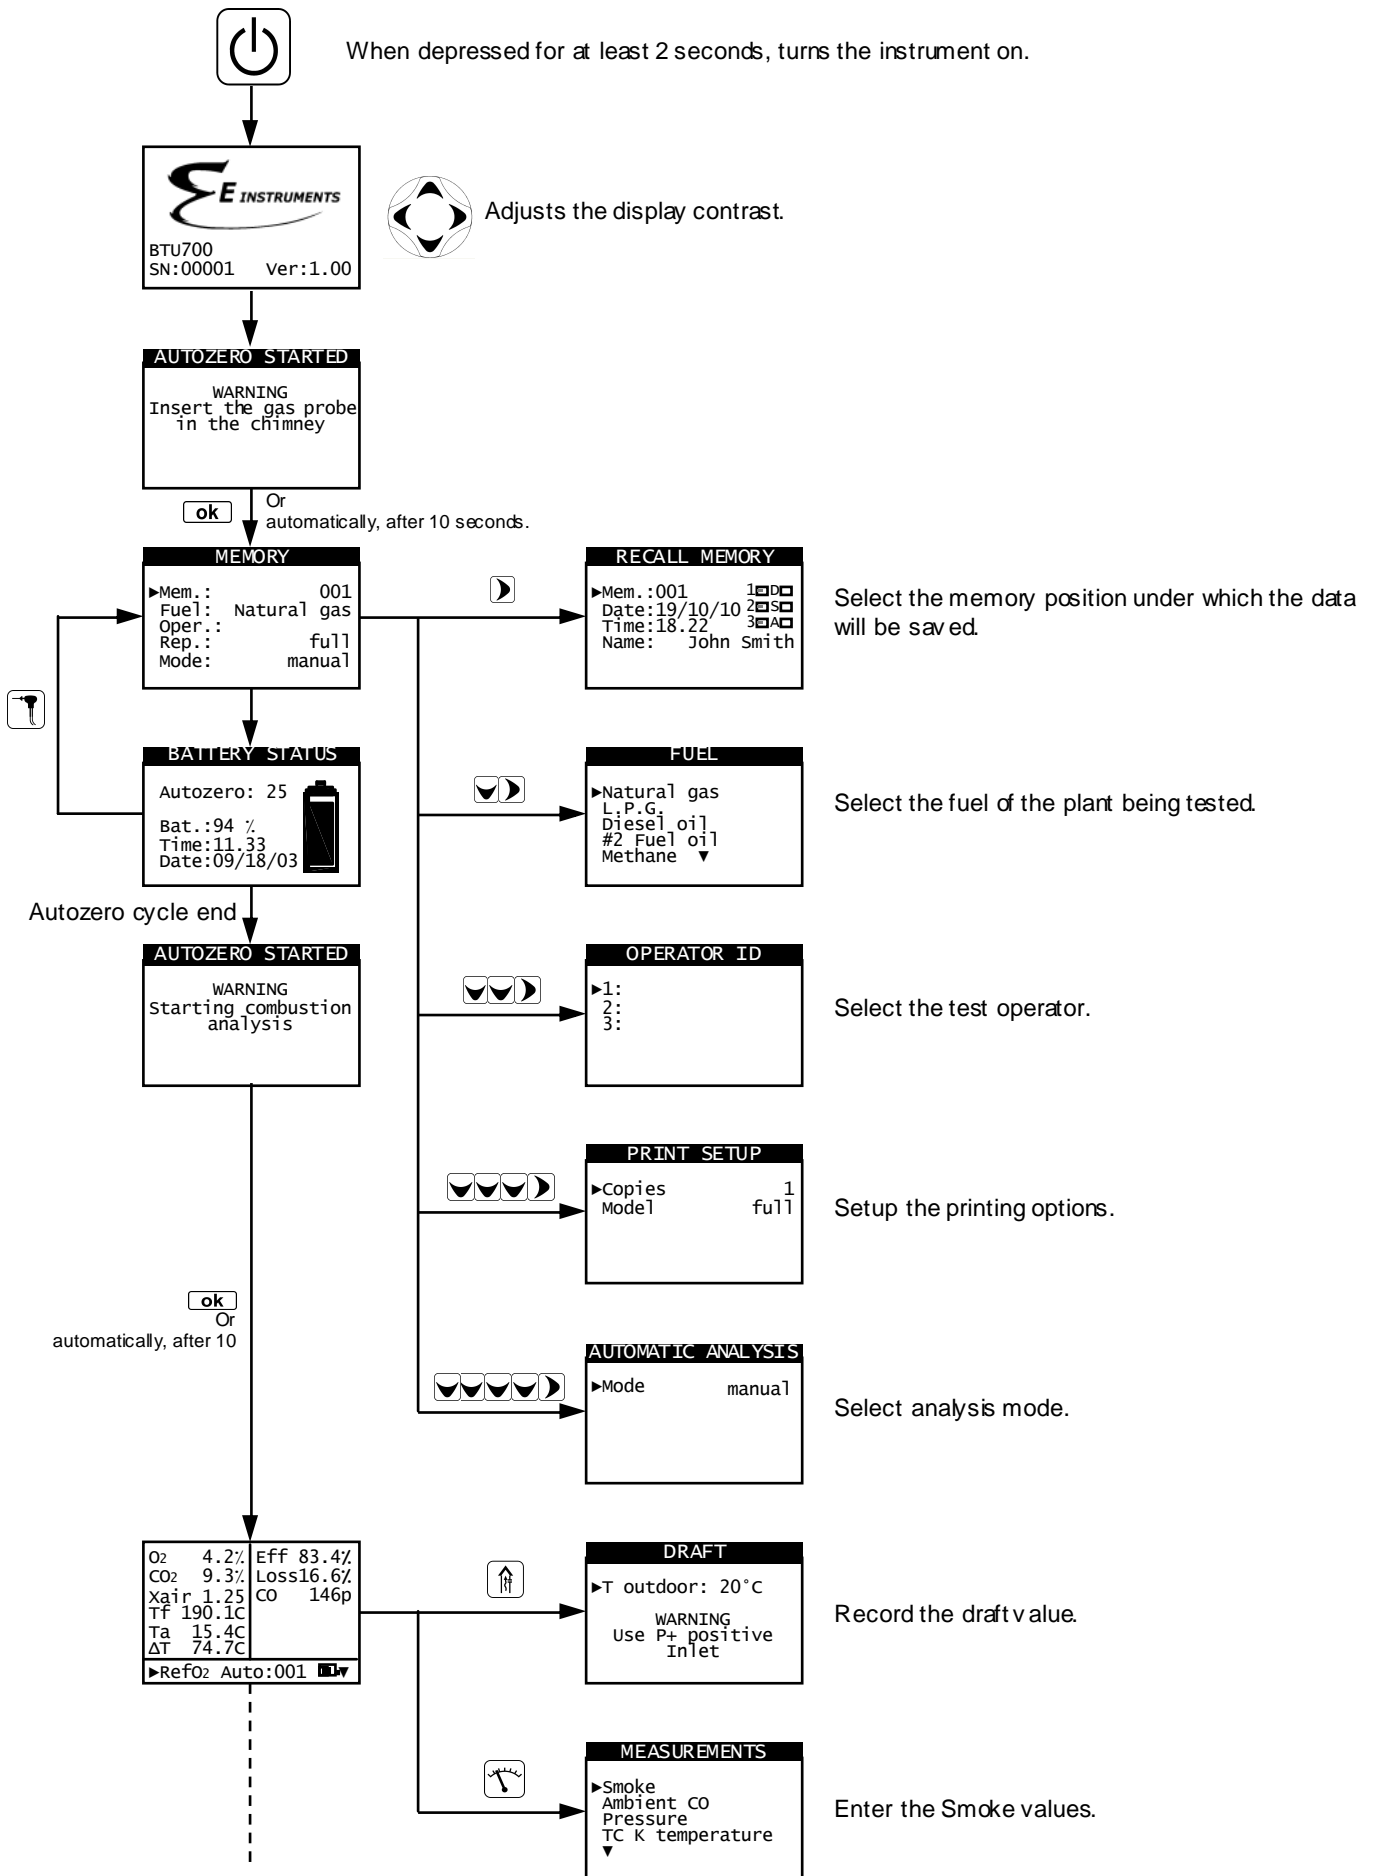 When depressed for at least 2 seconds, turns the instrument on.
E INSTRUMENTS
BTU700
SN:00001 Ver:1.00
Adjusts the display contrast.
AUTOZERO STARTED
WARNING
Insert the gas probe
in the chimney
ok
Or
automatically, after 10 seconds.
MEMORY
►Mem.: 001
Fuel: Natural gas
Oper.:
Rep.: full
Mode: manual
RECALL MEMORY
►Mem.:001 1 D
Date:19/10/10 2 S
Time:18.22 3 A
Name: John Smith
Select the memory position under which the data
will be saved.
BATTERY STATUS
Autozero: 25
Bat.:94 %
Time:11.33
Date:09/18/03
FUEL
►Natural gas
L.P.G.
Diesel oil
#2 Fuel oil
Methane ▼
Select the fuel of the plant being tested.
Autozero cycle end
AUTOZERO STARTED
WARNING
Starting combustion
analysis
OPERATOR ID
►1:
2:
3:
Select the test operator.
PRINT SETUP
►Copies 1
Model full
Setup the printing options.
ok
Or
automatically, after 10
AUTOMATIC ANALYSIS
►Mode manual
Select analysis mode.
O2 4.2% Eff 83.4%
CO2 9.3% Loss16.6%
Xair 1.25 CO 146p
Tf 190.1C
Ta 15.4C
ΔT 74.7C
►RefO2 Auto:001 ▼
DRAFT
►T outdoor: 20°C
WARNING
Use P+ positive
Inlet
Record the draft value.
MEASUREMENTS
►Smoke
Ambient CO
Pressure
TC K temperature
▼
Enter the Smoke values.